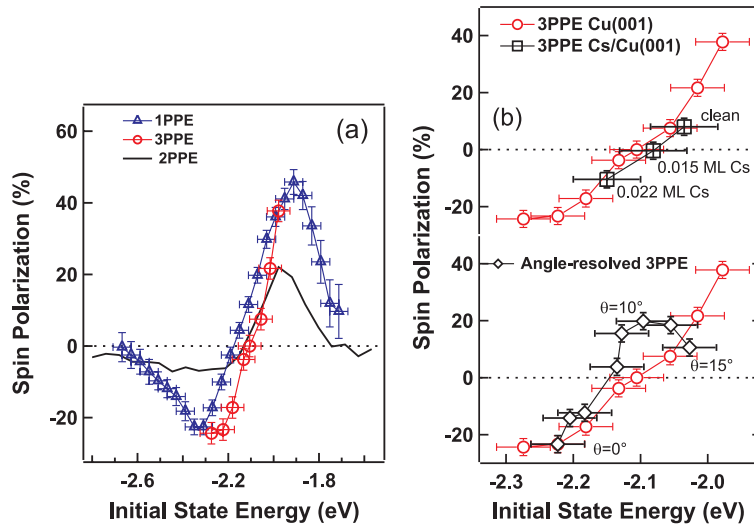 (a)
1PPE
3PPE
2PPE
60
40
20
0
-20
-2.6
-2.2
-1.8
Spin Polarization (%)
Initial State Energy (eV)
(b)
3PPE Cu(001)
3PPE Cs/Cu(001)
40
20
0
-20
clean
0.015 ML Cs
0.022 ML Cs
Angle-resolved 3PPE
40
20
0
-20
θ=10°
θ=15°
θ=0°
-2.3
-2.2
-2.1
-2.0
Spin Polarization (%)
Initial State Energy (eV)